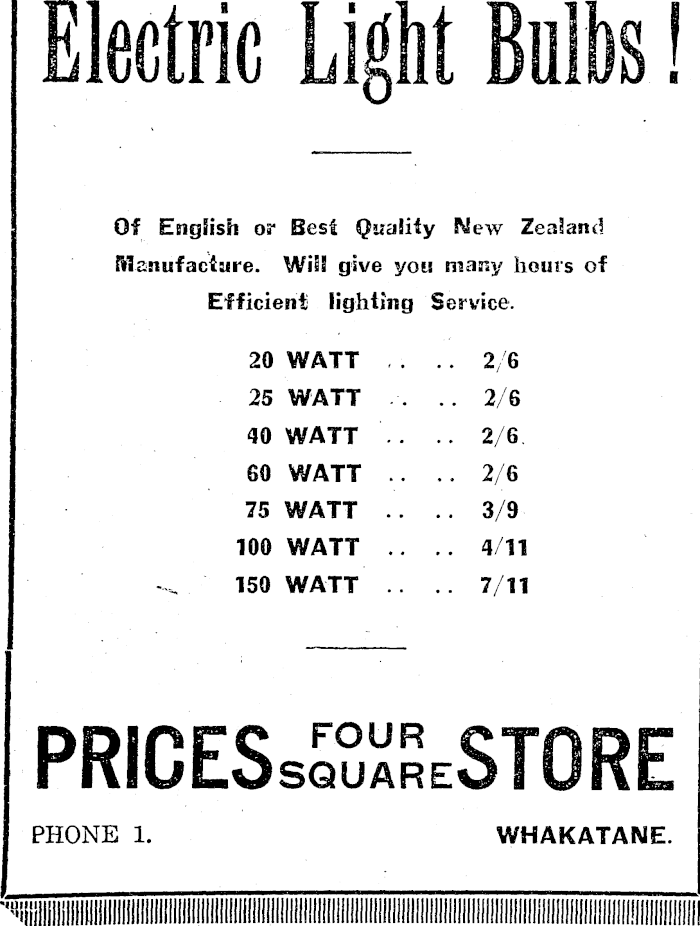 Electric Light Bulbs !
Of English or Best Quality New Zealand
Manufacture. Will give you many hours of
Efficient lighting Service.
20 WATT .. .. 2/6
25 WATT .. .. 2/6
40 WATT .. .. 2/6
60 WATT .. .. 2/6
75 WATT .. .. 3/9
100 WATT .. .. 4/11
150 WATT .. .. 7/11
PRICES FOUR SQUARE STORE
PHONE 1. WHAKATANE.